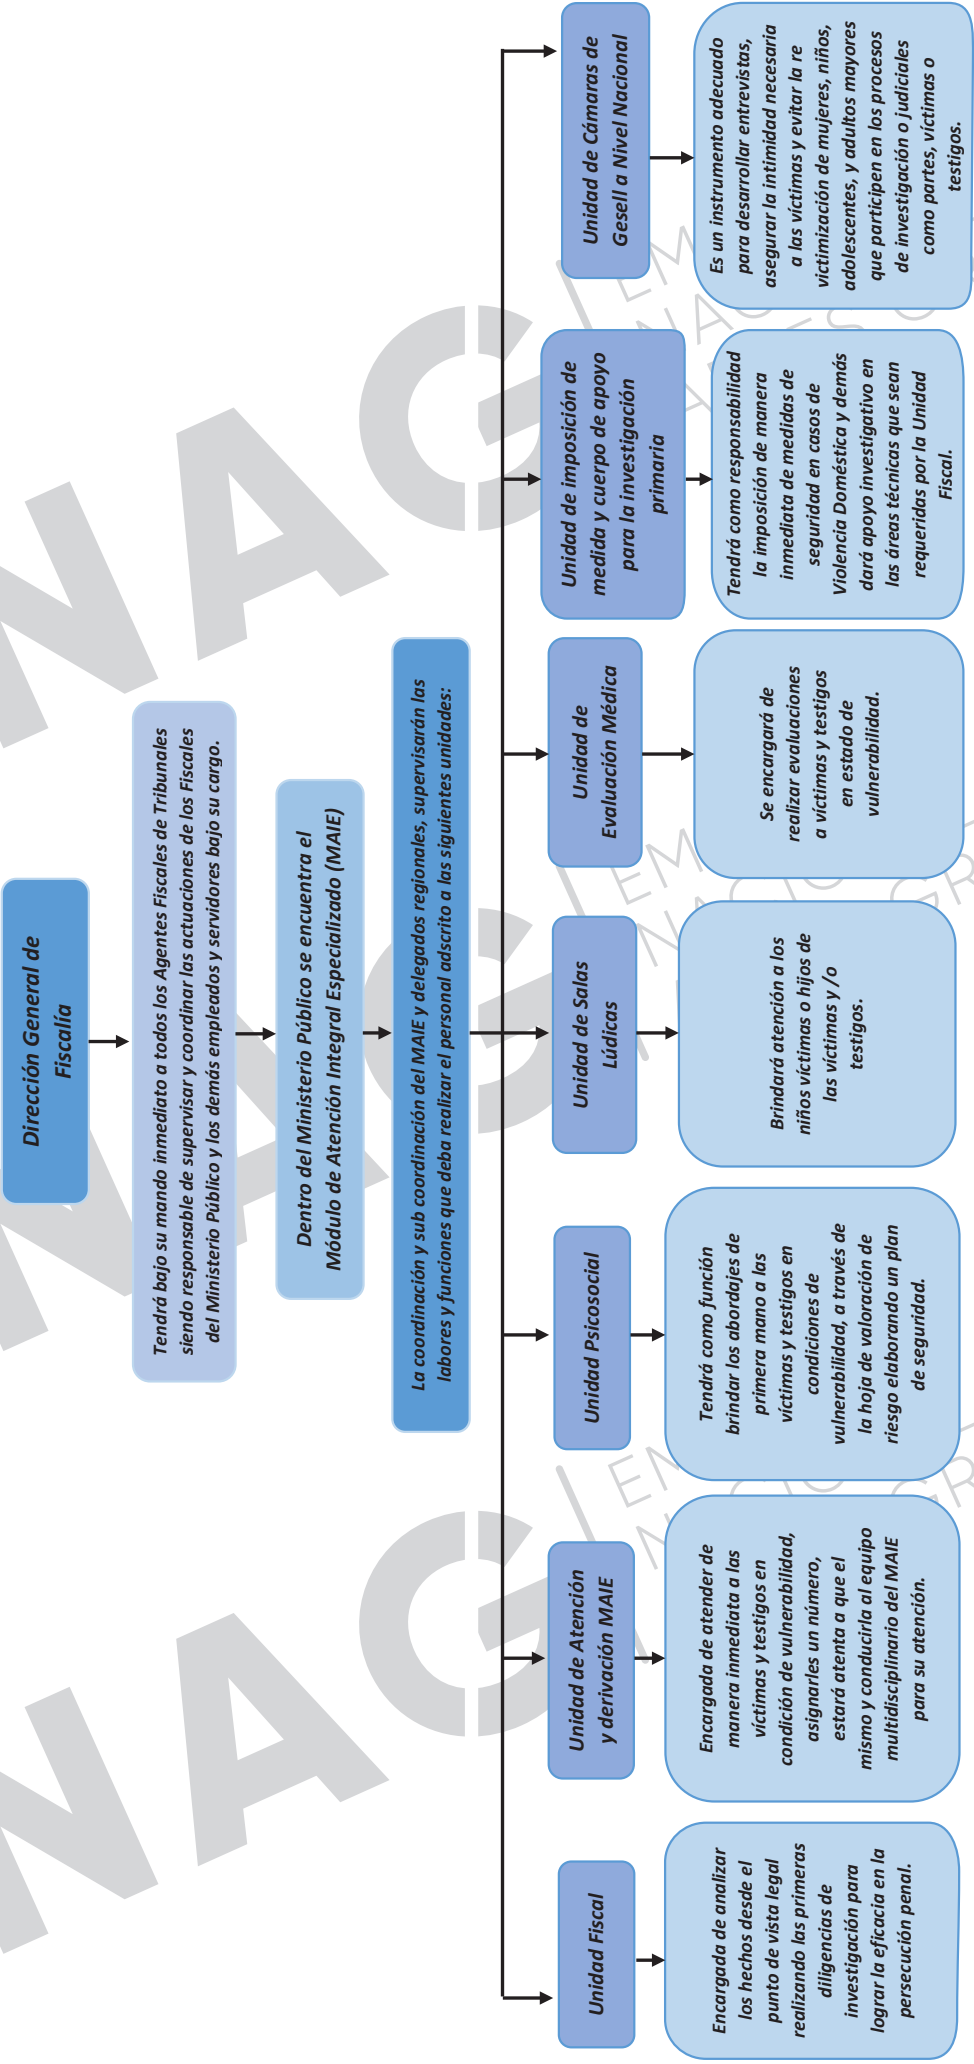 Dirección General de
Fiscalía
Tendrá bajo su mando inmediato a todos los Agentes Fiscales de Tribunales
siendo responsable de supervisar y coordinar las actuaciones de los Fiscales
del Ministerio Público y los demás empleados y servidores bajo su cargo.
Dentro del Ministerio Público se encuentra el
Módulo de Atención Integral Especializado (MAIE)
La coordinación y sub coordinación del MAIE y delegados regionales, supervisarán las
labores y funciones que deba realizar el personal adscrito a las siguientes unidades:
Unidad Fiscal
Encargada de analizar
los hechos desde el
punto de vista legal
realizando las primeras
diligencias de
investigación para
lograr la eficacia en la
persecución penal.
Unidad de Atención
y derivación MAIE
Encargada de atender de
manera inmediata a las
víctimas y testigos en
condición de vulnerabilidad,
asignarles un número,
estará atenta a que el
mismo y conducirla al equipo
multidisciplinario del MAIE
para su atención.
Unidad Psicosocial
Tendrá como función
brindar los abordajes de
primera mano a las
víctimas y testigos en
condiciones de
vulnerabilidad, a través de
la hoja de valoración de
riesgo elaborando un plan
de seguridad.
Unidad de Salas
Lúdicas
Brindará atención a los
niños víctimas o hijos de
las víctimas y /o
testigos.
Unidad de
Evaluación Médica
Se encargará de
realizar evaluaciones
a víctimas y testigos
en estado de
vulnerabilidad.
Unidad de imposición de
medida y cuerpo de apoyo
para la investigación
primaria
Tendrá como responsabilidad
la imposición de manera
inmediata de medidas de
seguridad en casos de
Violencia Doméstica y demás
dará apoyo investigativo en
las áreas técnicas que sean
requeridas por la Unidad
Fiscal.
Unidad de Cámaras de
Gesell a Nivel Nacional
Es un instrumento adecuado
para desarrollar entrevistas,
asegurar la intimidad necesaria
a las víctimas y evitar la re
victimización de mujeres, niños,
adolescentes, y adultos mayores
que participen en los procesos
de investigación o judiciales
como partes, víctimas o
testigos.
NAG
NAG
NAG